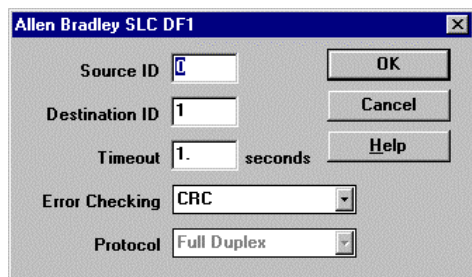 Allen Bradley SLC DF1
Source ID 0 OK
Destination ID 1 Cancel
Timeout 1. seconds Help
Error Checking CRC
Protocol Full Duplex